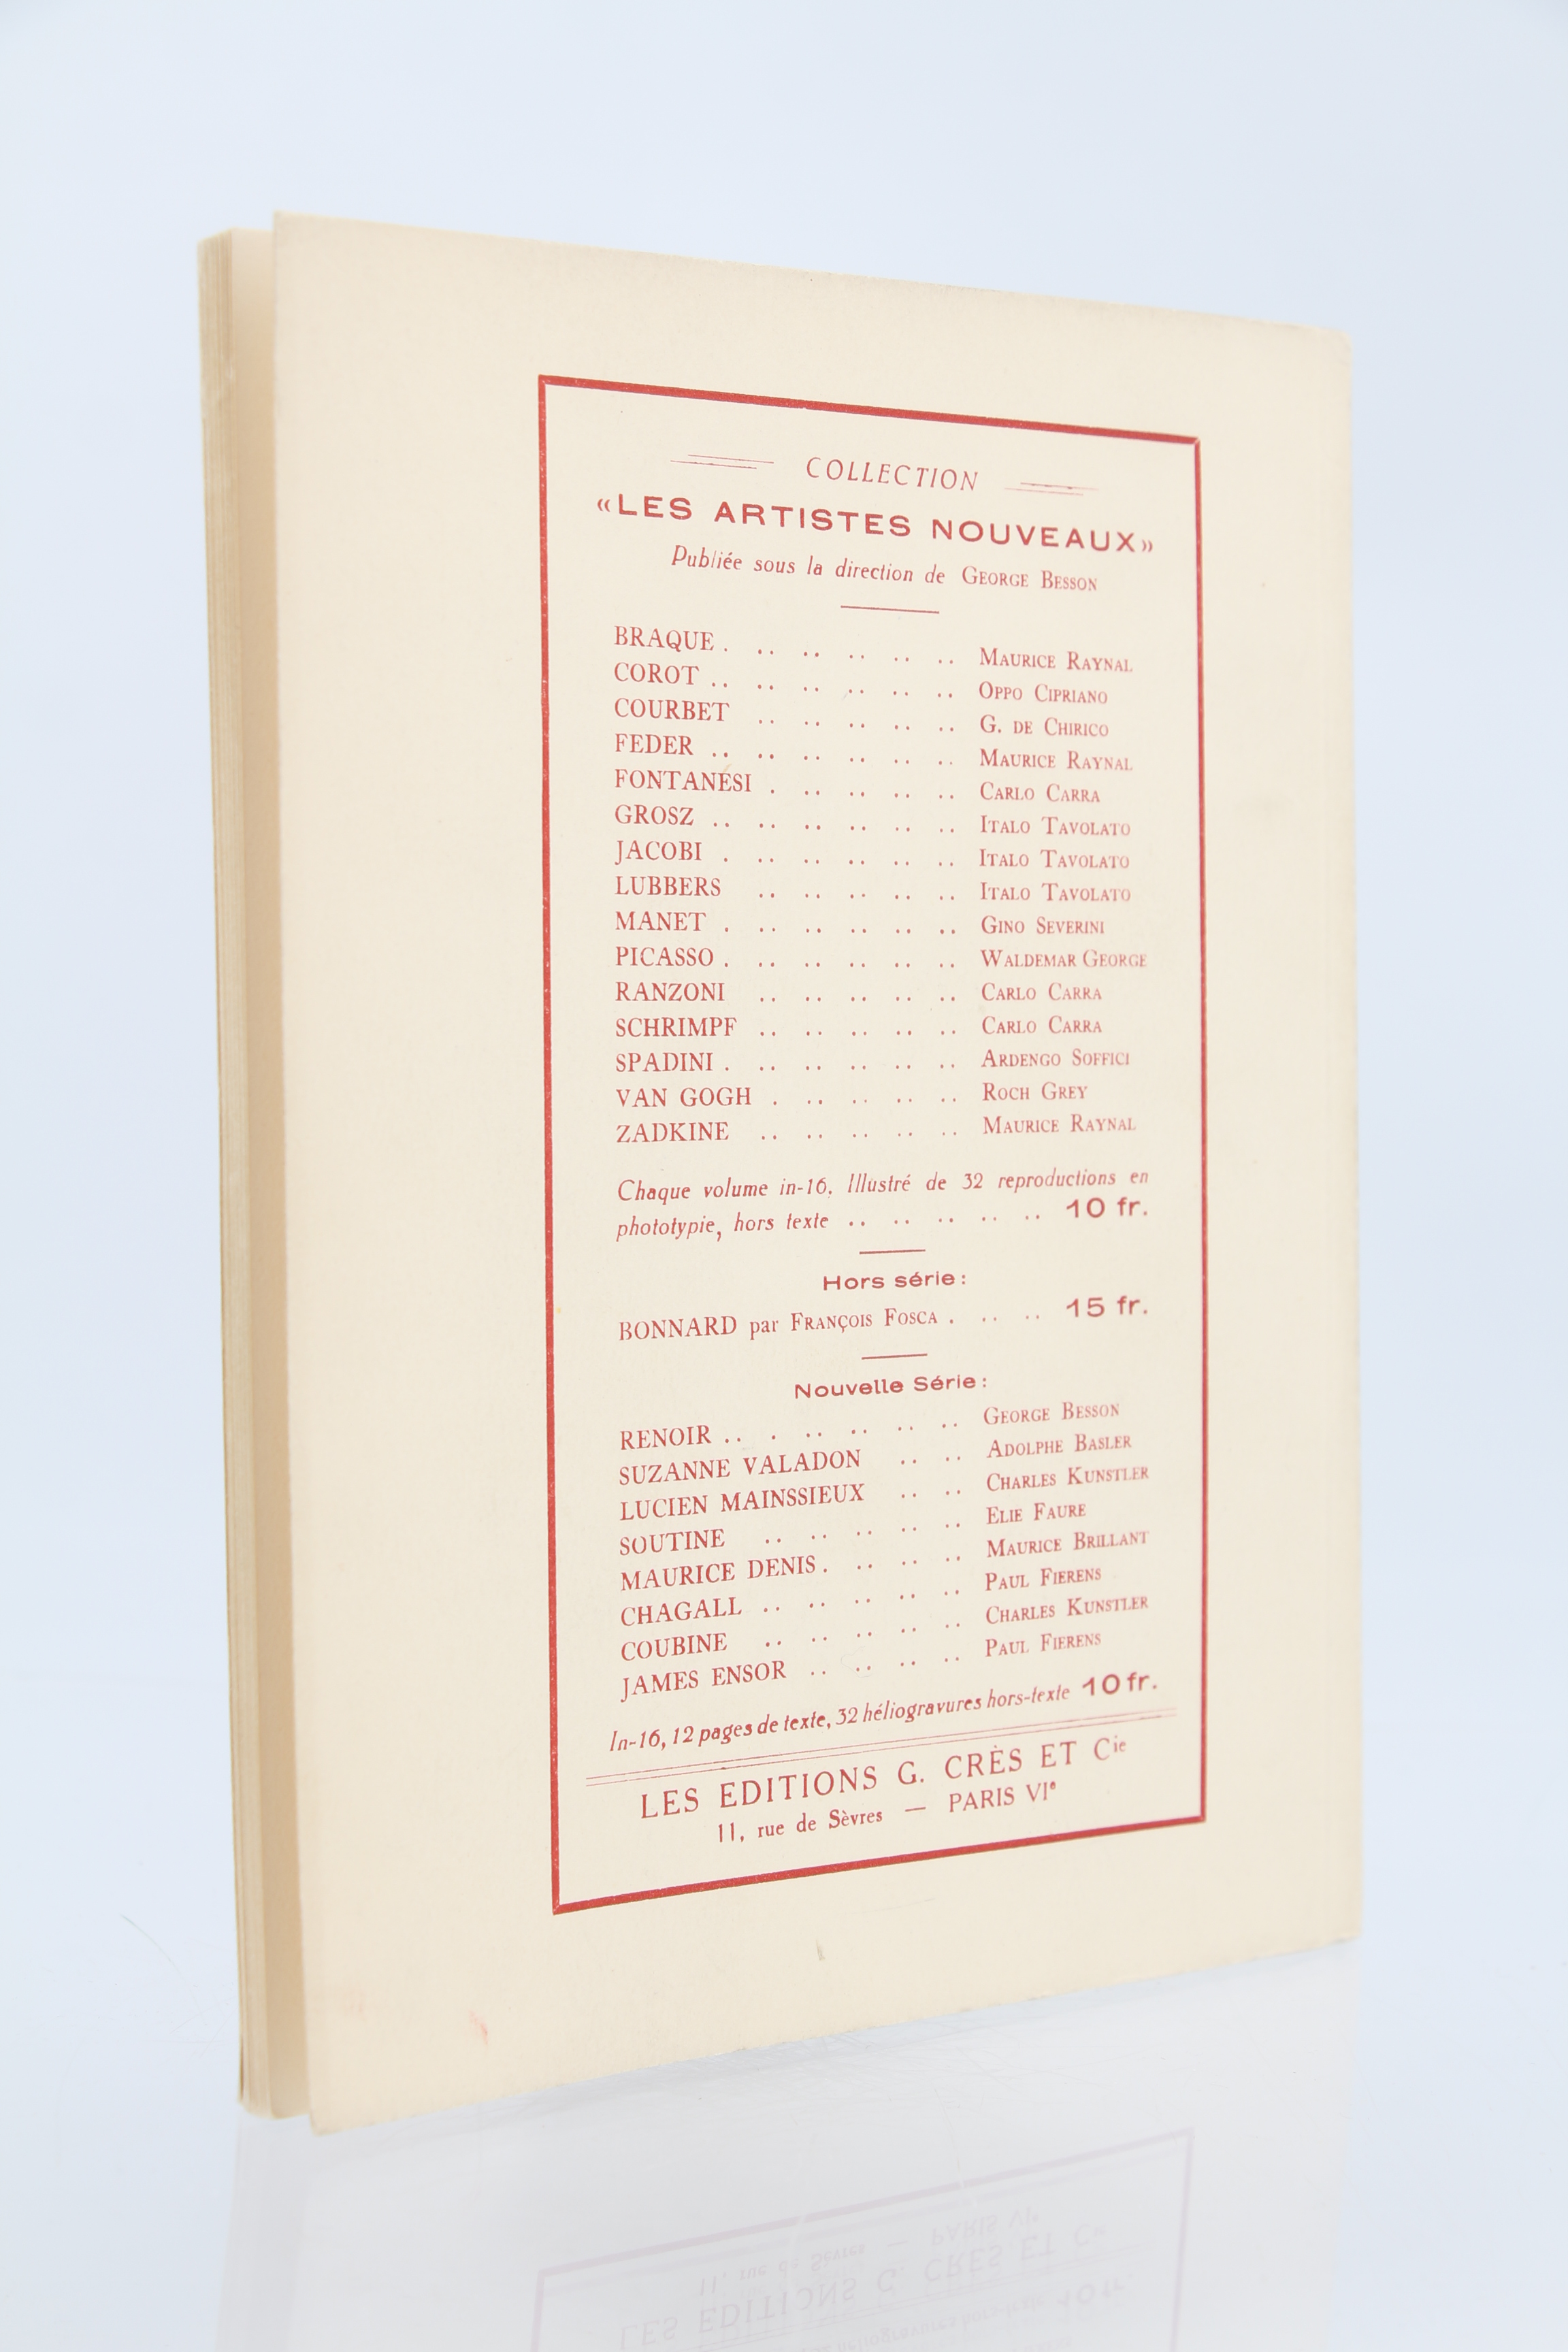 COLLECTION
«LES ARTISTES NOUVEAUX»
Publiée sous la direction de GEORGE BESSON
BRAQUE . .. .. .. .. .. MAURICE RAYNAL
COROT .. .. .. .. .. .. OPPO CIPRIANO
COURBET .. .. .. .. .. G. DE CHIRICO
FEDER .. .. .. .. .. .. MAURICE RAYNAL
FONTANÉSI . .. .. .. .. CARLO CARRA
GROSZ .. .. .. .. .. .. ITALO TAVOLATO
JACOBI . .. .. .. .. .. ITALO TAVOLATO
LUBBERS .. .. .. .. .. ITALO TAVOLATO
MANET . .. .. .. .. .. GINO SEVERINI
PICASSO . .. .. .. .. .. WALDEMAR GEORGE
RANZONI .. .. .. .. .. CARLO CARRA
SCHRIMPF .. .. .. .. .. CARLO CARRA
SPADINI . .. .. .. .. .. ARDENGO SOFFICI
VAN GOGH . .. .. .. .. ROCH GREY
ZADKINE .. .. .. .. .. MAURICE RAYNAL
Chaque volume in-16. Illustré de 32 reproductions en
phototypie, hors texte .. .. .. .. .. 10 fr.
Hors série :
BONNARD par FRANÇOIS FOSCA . .. .. 15 fr.
Nouvelle Série :
RENOIR .. . .. .. .. .. GEORGE BESSON
SUZANNE VALADON .. .. ADOLPHE BASLER
LUCIEN MAINSSIEUX .. .. CHARLES KUNSTLER
SOUTINE .. .. .. .. .. ELIE FAURE
MAURICE DENIS . .. .. .. MAURICE BRILLANT
CHAGALL .. .. .. .. .. PAUL FIERENS
COUBINE .. .. .. .. .. CHARLES KUNSTLER
JAMES ENSOR .. .. .. .. PAUL FIERENS
In-16, 12 pages de texte, 32 héliogravures hors-texte 10 fr.
LES EDITIONS G. CRÈS ET Cie
11, rue de Sèvres — PARIS VIe